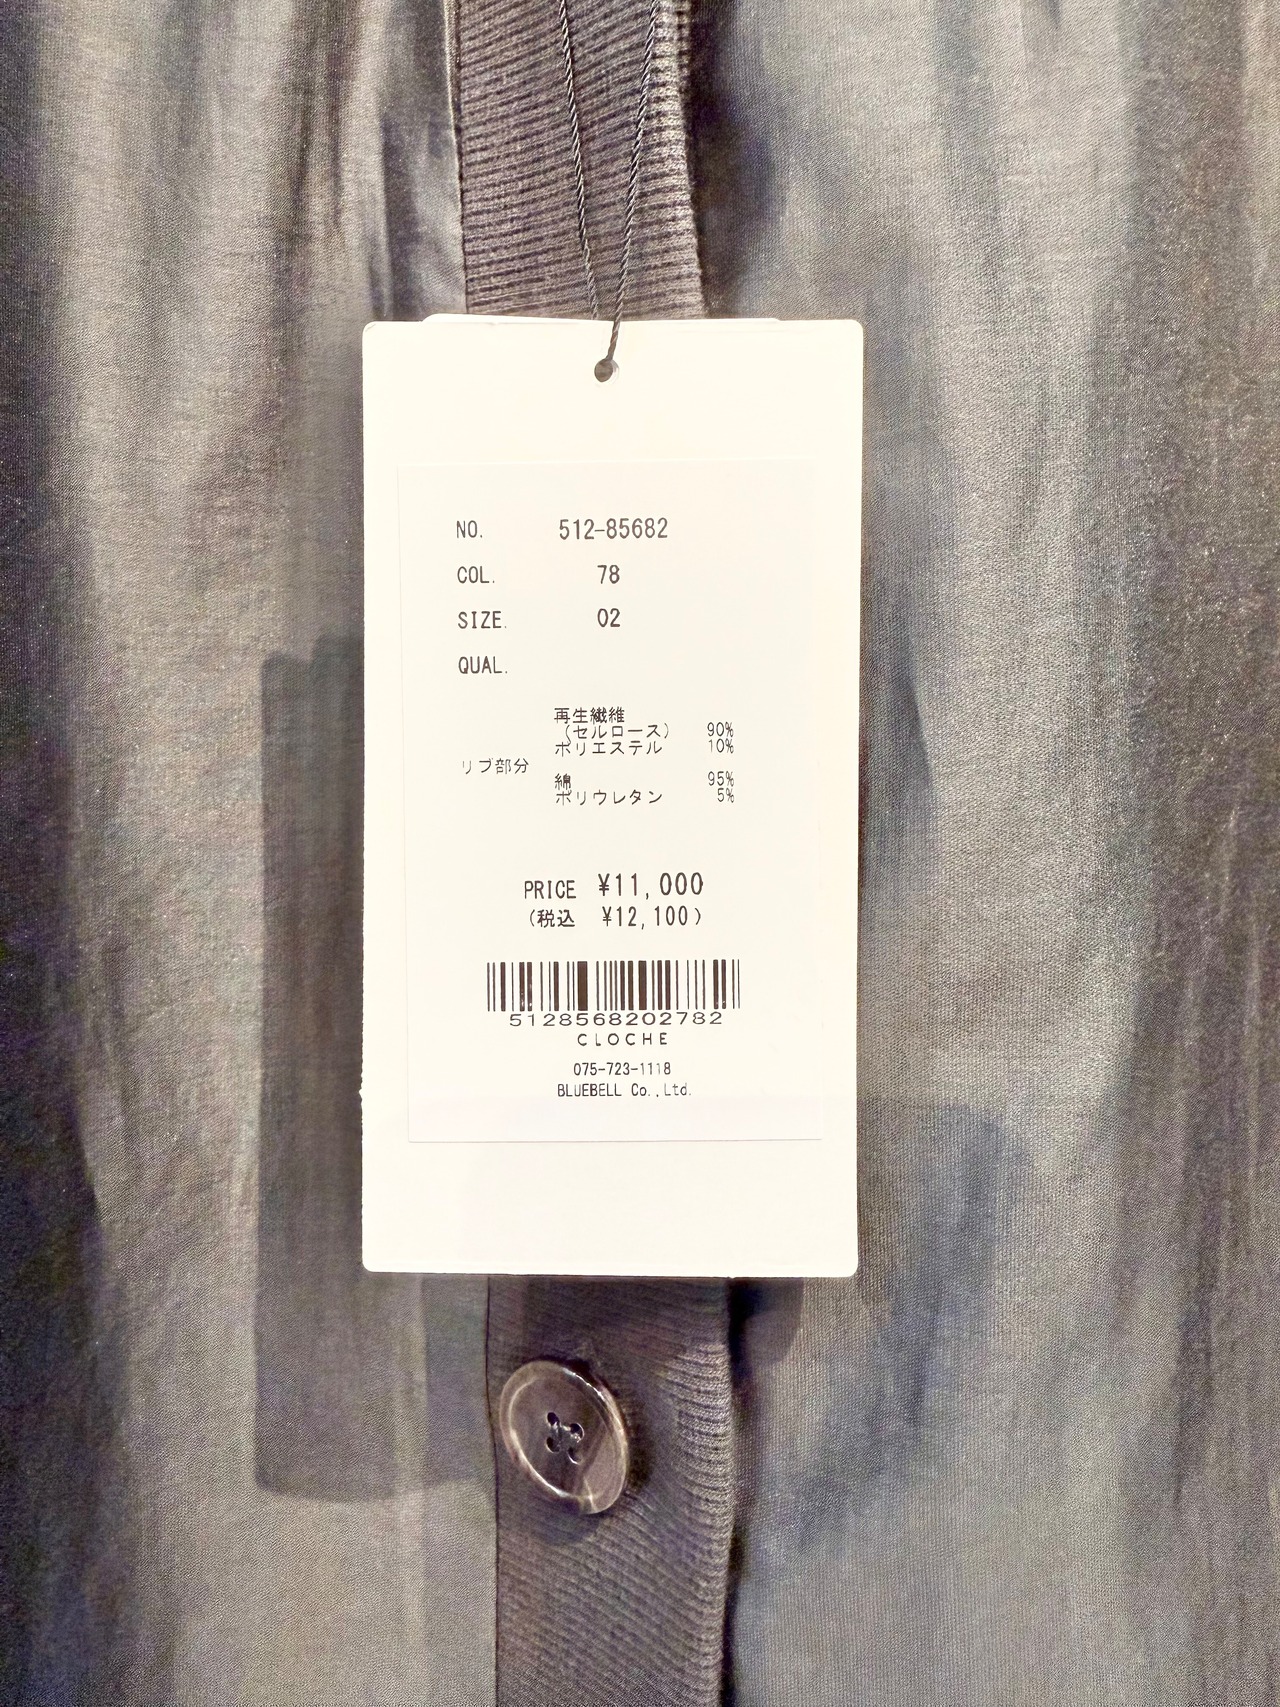 NO. 512-85682
COL. 78
SIZE. 02
QUAL.
再生繊維
(セルロース) 90%
ポリエステル 10%
リブ部分
綿 95%
ポリウレタン 5%
PRICE ¥11,000
(税込 ¥12,100)
5128568202782
CLOCHE
075-723-1118
BLUEBELL Co.,Ltd.